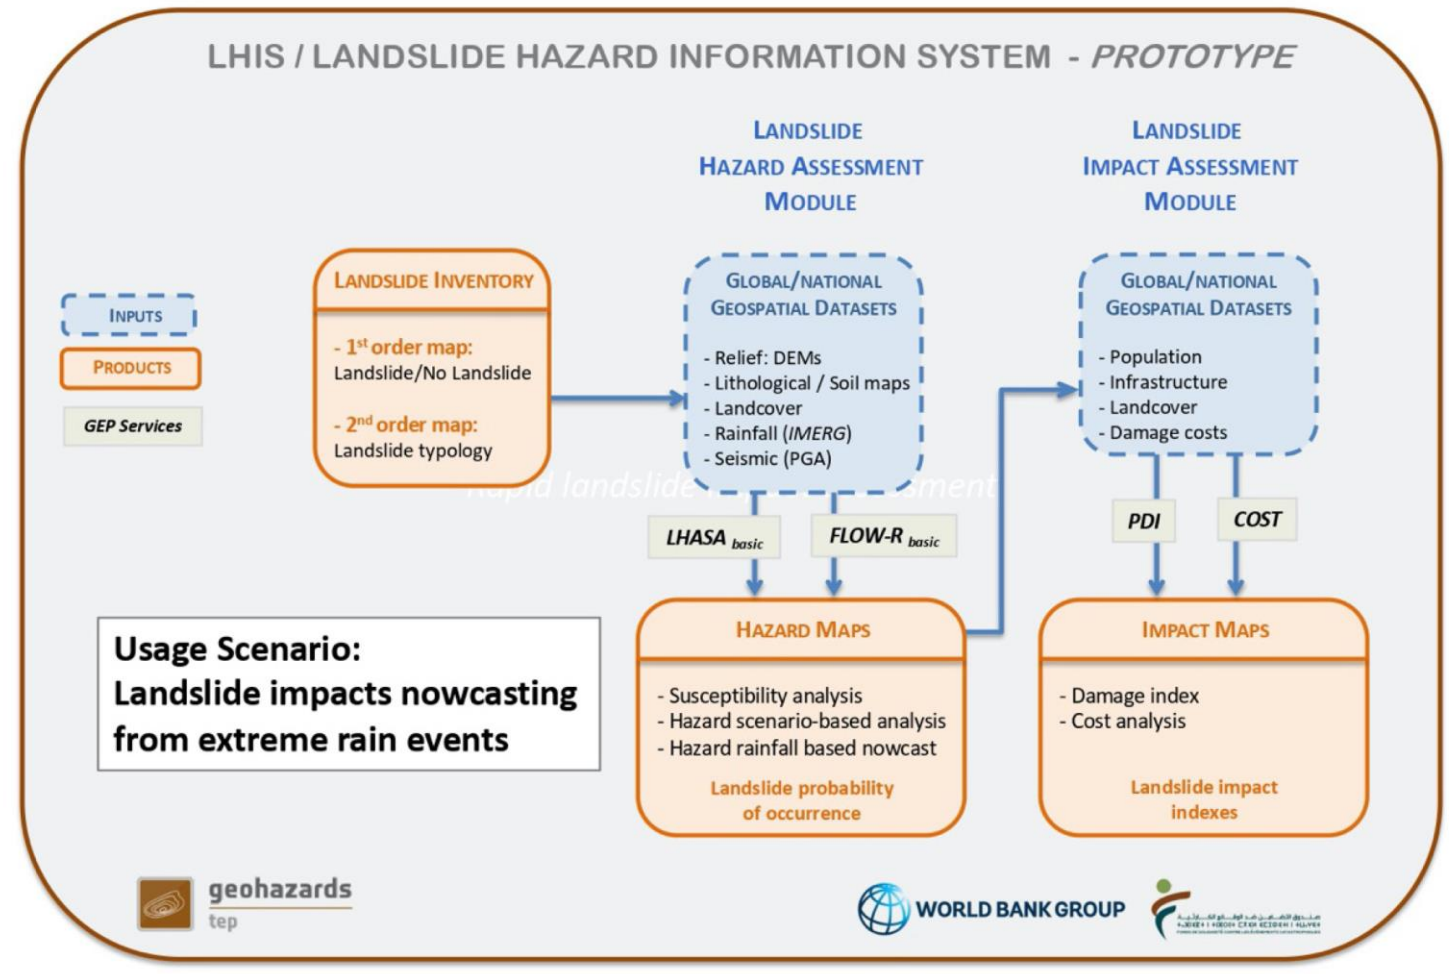 LHIS / LANDSLIDE HAZARD INFORMATION SYSTEM - PROTOTYPE
LANDSLIDE
HAZARD ASSESSMENT
MODULE
LANDSLIDE
IMPACT ASSESSMENT
MODULE
INPUTS
PRODUCTS
GEP Services
LANDSLIDE INVENTORY
- 1st order map:
Landslide/No Landslide
- 2nd order map:
Landslide typology
GLOBAL/NATIONAL
GEOSPATIAL DATASETS
- Relief: DEMs
- Lithological / Soil maps
- Landcover
- Rainfall (IMERG)
- Seismic (PGA)
GLOBAL/NATIONAL
GEOSPATIAL DATASETS
- Population
- Infrastructure
- Landcover
- Damage costs
Rapid landslide
LHASA basic
FLOW-R basic
PDI
COST
HAZARD MAPS
- Susceptibility analysis
- Hazard scenario-based analysis
- Hazard rainfall based nowcast
Landslide probability
of occurrence
IMPACT MAPS
- Damage index
- Cost analysis
Landslide impact
indexes
Usage Scenario:
Landslide impacts nowcasting
from extreme rain events
geohazards
tep
WORLD BANK GROUP